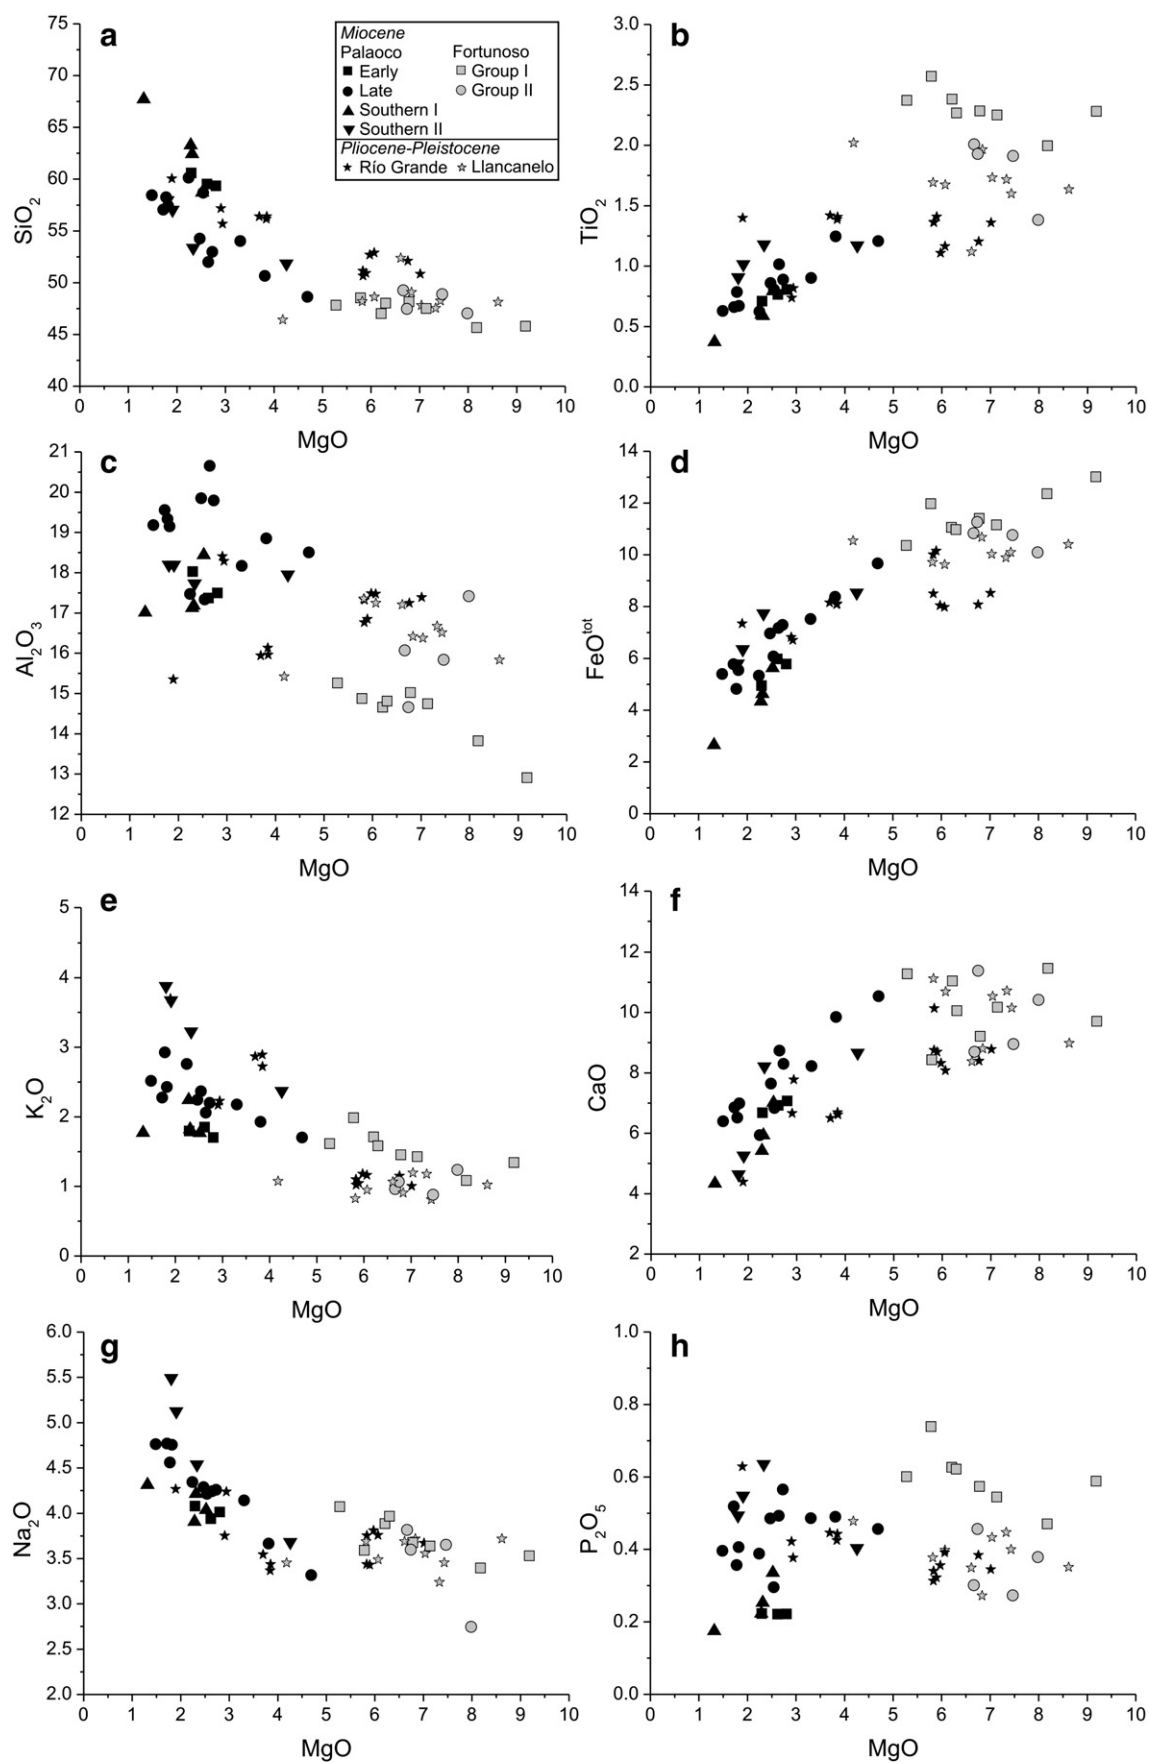 a
Miocene
Palaoco Fortunoso
Early Group I
Late Group II
Southern I
Southern II
Pliocene-Pleistocene
Río Grande Llancanelo
75
70
65
60
55
50
45
40
SiO2
0 1 2 3 4 5 6 7 8 9 10
MgO
b
3.0
2.5
2.0
1.5
1.0
0.5
0.0
TiO2
0 1 2 3 4 5 6 7 8 9 10
MgO
c
21
20
19
18
17
16
15
14
13
12
Al2O3
0 1 2 3 4 5 6 7 8 9 10
MgO
d
14
12
10
8
6
4
2
0
FeOtot
0 1 2 3 4 5 6 7 8 9 10
MgO
e
5
4
3
2
1
0
K2O
0 1 2 3 4 5 6 7 8 9 10
MgO
f
14
12
10
8
6
4
2
CaO
0 1 2 3 4 5 6 7 8 9 10
MgO
g
6.0
5.5
5.0
4.5
4.0
3.5
3.0
2.5
2.0
Na2O
0 1 2 3 4 5 6 7 8 9 10
MgO
h
1.0
0.8
0.6
0.4
0.2
0.0
P2O5
0 1 2 3 4 5 6 7 8 9 10
MgO